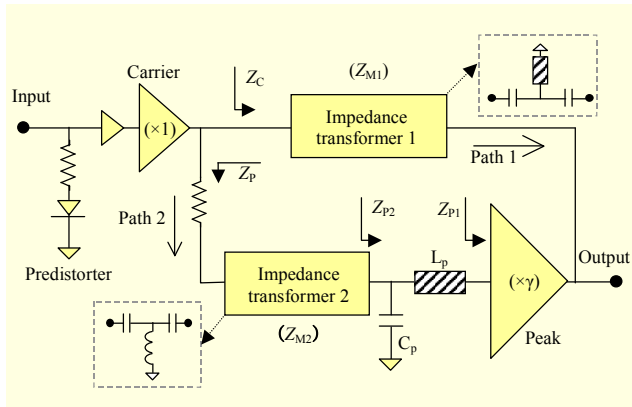 Carrier
Z_C
(Z_M1)
Input
(×1)
Impedance
transformer 1
Path 1
Z_P
Path 2
Z_P2
Z_P1
L_p
Output
Predistorter
Impedance
transformer 2
(×γ)
(Z_M2)
C_p
Peak